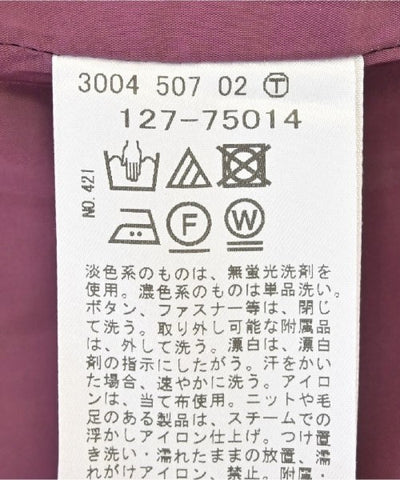 3004 507 02 Ⓣ
127-75014
NO.421
F W
淡色系のものは、無蛍光洗剤を
使用。濃色系のものは単品洗い。
ボタン、ファスナー等は、閉じ
て洗う。取り外し可能な附属品
は、外して洗う。漂白は、漂白
剤の指示にしたがう。汗をかい
た場合、速やかに洗う。アイロ
ンは、当て布使用。ニットや毛
足のある製品は、スチームでの
浮かしアイロン仕上げ。つけ置
き洗い・濡れたままの放置、濡
れがけアイロン、禁止。附属・